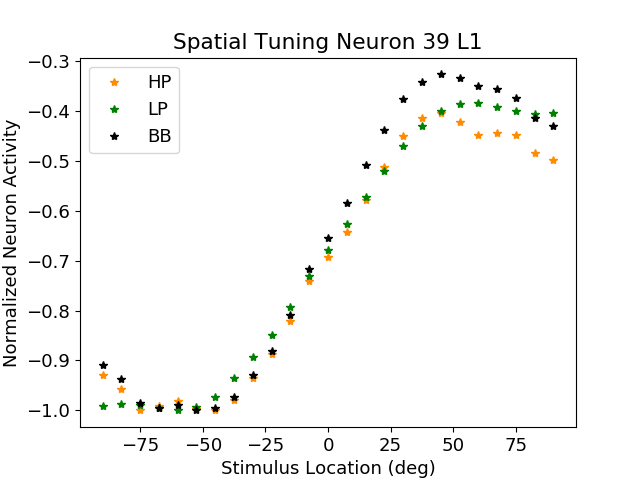 Spatial Tuning Neuron 39 L1
HP
LP
BB
Normalized Neuron Activity
−0.3
−0.4
−0.5
−0.6
−0.7
−0.8
−0.9
−1.0
−75 −50 −25 0 25 50 75
Stimulus Location (deg)